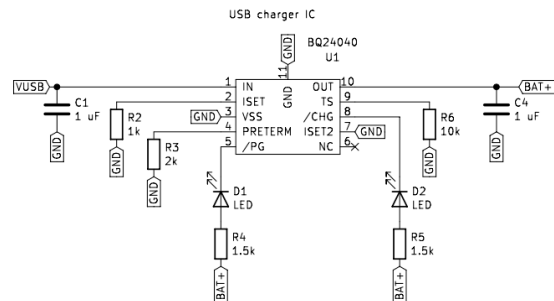 USB charger IC
BQ24040
U1
GND
11
GND
VUSB
1
IN
OUT
10
BAT+
2
ISET
TS
9
GND
3
VSS
/CHG
8
4
PRETERM
ISET2
7
GND
5
/PG
NC
6
C1
1 uF
GND
R2
1k
GND
R3
2k
GND
R6
10k
GND
C4
1 uF
GND
D1
LED
D2
LED
R4
1.5k
R5
1.5k
BAT+
BAT+